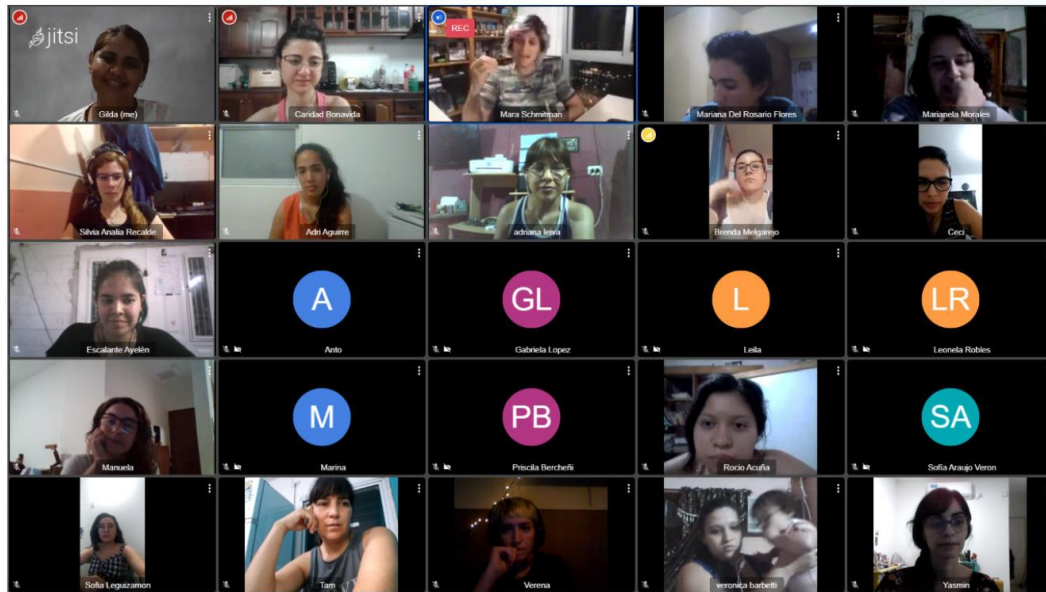 jitsi
REC
Gilda (me)
Caridad Bonavida
Mara Schmitman
Mariana Del Rosario Flores
Marianela Morales
Silvia Analia Recalde
Adri Aguirre
adriana leiva
Brenda Melgarejo
Ceci
Escalante Ayelén
A
Anto
GL
Gabriela Lopez
L
Leila
LR
Leonela Robles
Manuela
M
Marina
PB
Priscila Bercheñi
Rocio Acuña
SA
Sofía Araujo Veron
Sofia Leguizamon
Tam
Verena
veronica barbetti
Yasmin